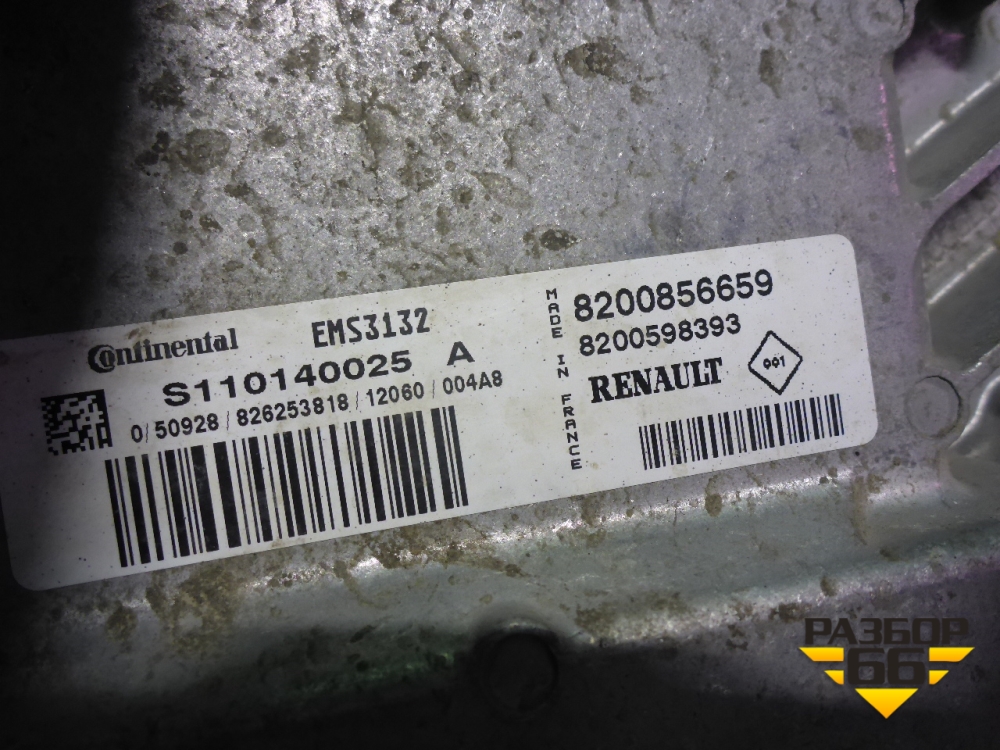 Continental EMS3132
S110140025 A
0/50928/826253818/12060/004A8
MADE IN FRANCE
8200856659
8200598393
RENAULT 001
РАЗБОР
66